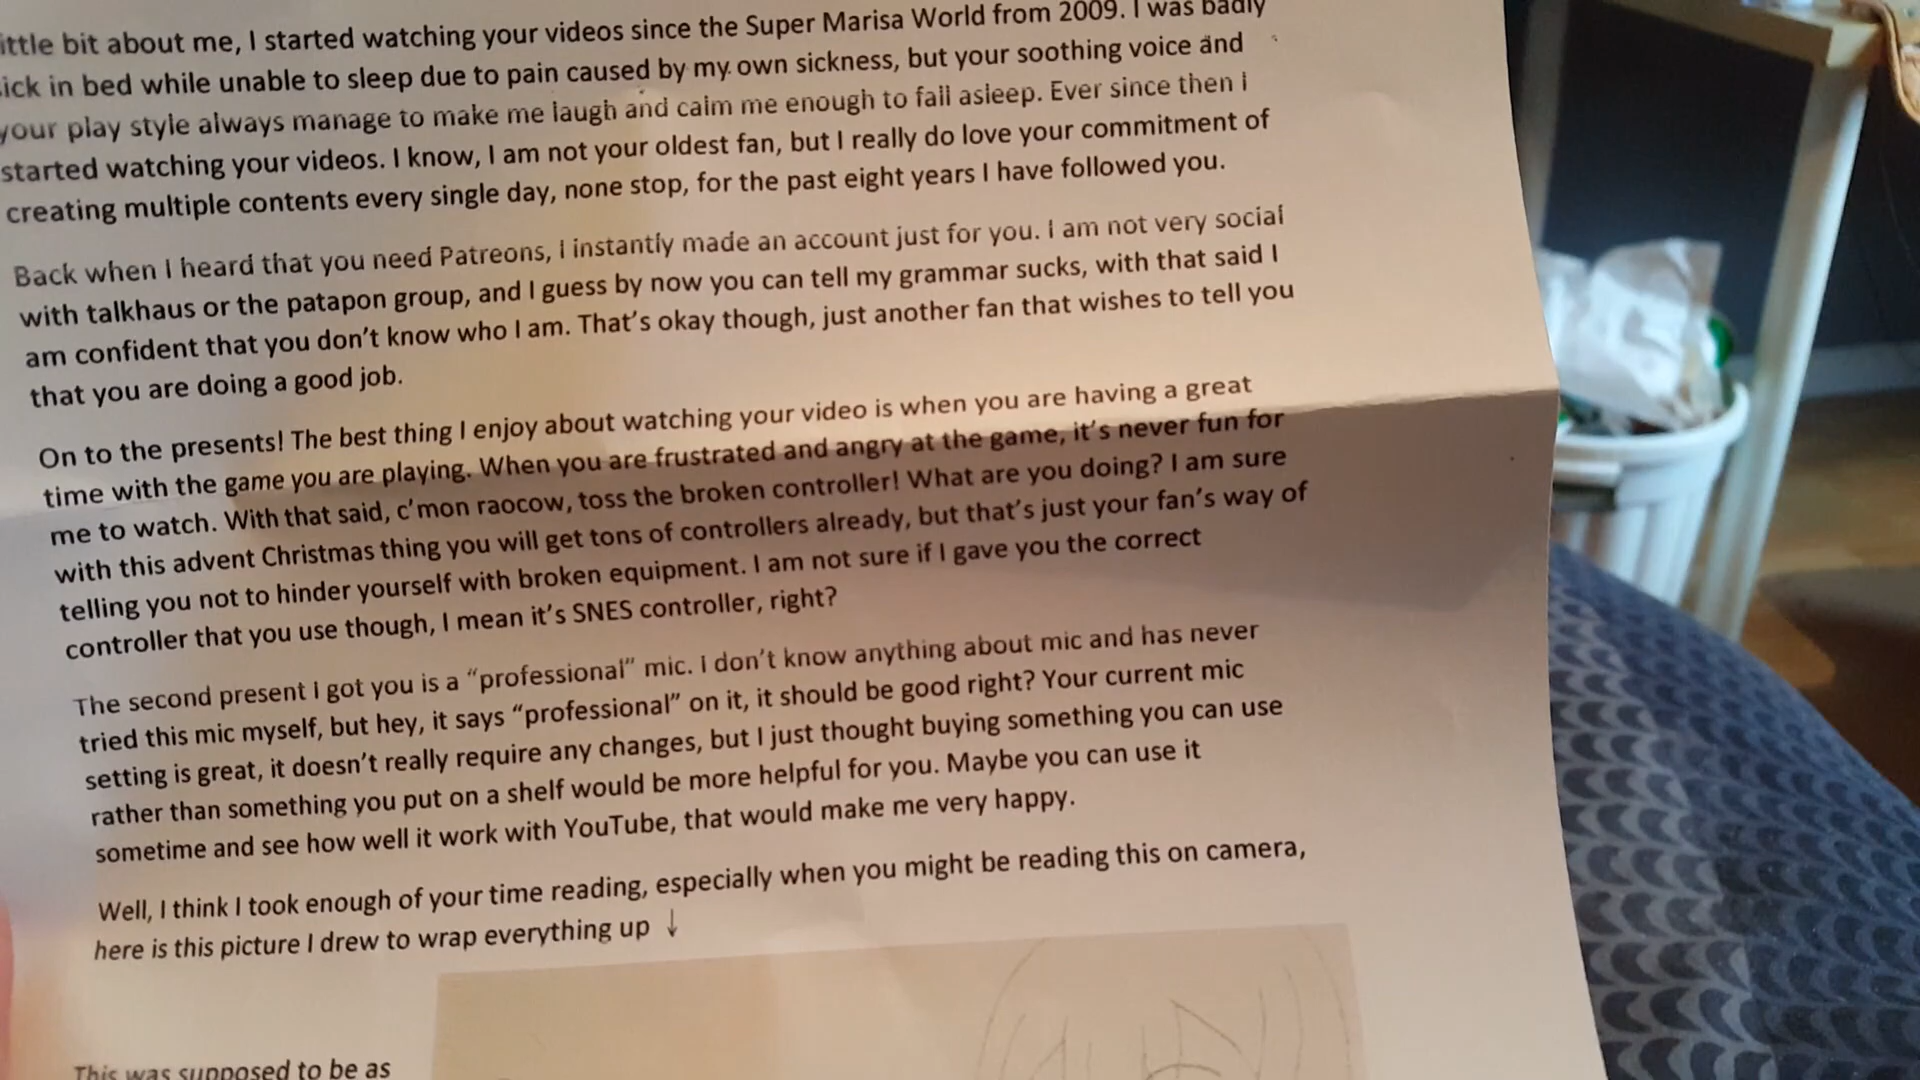 ittle bit about me, I started watching your videos since the Super Marisa World from 2009. I was badly
ick in bed while unable to sleep due to pain caused by my own sickness, but your soothing voice and
your play style always manage to make me laugh and calm me enough to fall asleep. Ever since then I
started watching your videos. I know, I am not your oldest fan, but I really do love your commitment of
creating multiple contents every single day, none stop, for the past eight years I have followed you.
Back when I heard that you need Patreons, I instantly made an account just for you. I am not very social
with talkhaus or the patapon group, and I guess by now you can tell my grammar sucks, with that said I
am confident that you don't know who I am. That's okay though, just another fan that wishes to tell you
that you are doing a good job.
On to the presents! The best thing I enjoy about watching your video is when you are having a great
time with the game you are playing. When you are frustrated and angry at the game, it's never fun for
me to watch. With that said, c'mon raocow, toss the broken controller! What are you doing? I am sure
with this advent Christmas thing you will get tons of controllers already, but that's just your fan's way of
telling you not to hinder yourself with broken equipment. I am not sure if I gave you the correct
controller that you use though, I mean it's SNES controller, right?
The second present I got you is a "professional" mic. I don't know anything about mic and has never
tried this mic myself, but hey, it says "professional" on it, it should be good right? Your current mic
setting is great, it doesn't really require any changes, but I just thought buying something you can use
rather than something you put on a shelf would be more helpful for you. Maybe you can use it
sometime and see how well it work with YouTube, that would make me very happy.
Well, I think I took enough of your time reading, especially when you might be reading this on camera,
here is this picture I drew to wrap everything up ↓
This was supposed to be as